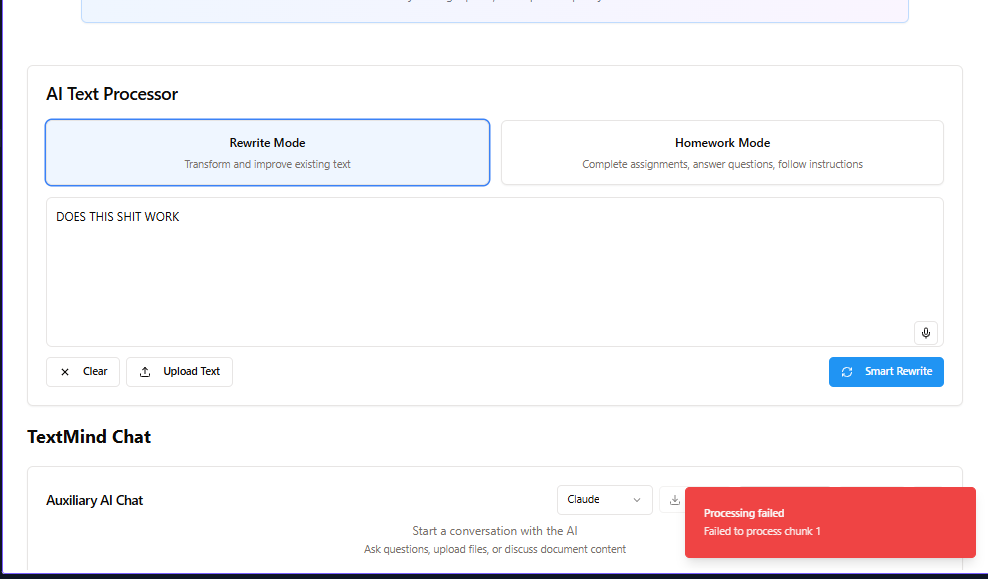 AI Text Processor
Rewrite Mode
Transform and improve existing text
Homework Mode
Complete assignments, answer questions, follow instructions
DOES THIS SHIT WORK
Clear
Upload Text
Smart Rewrite
TextMind Chat
Auxiliary AI Chat
Claude
Start a conversation with the AI
Ask questions, upload files, or discuss document content
Processing failed
Failed to process chunk 1